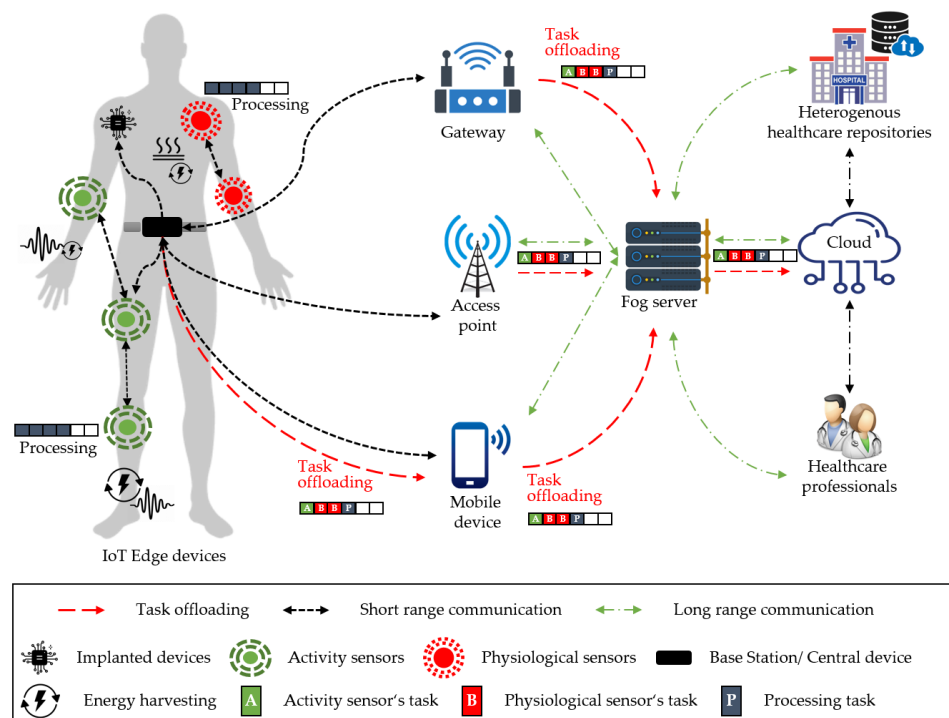 Task
offloading
A B B P
Processing
HOSPITAL
Gateway
Heterogenous
healthcare repositories
A B B P
A B B P
Cloud
Access
point
Fog server
Processing
Task
offloading
A B B P
Mobile
device
Task
offloading
A B B P
Healthcare
professionals
IoT Edge devices
Task offloading
Short range communication
Long range communication
Implanted devices
Activity sensors
Physiological sensors
Base Station/ Central device
Energy harvesting
A
Activity sensor's task
B
Physiological sensor's task
P
Processing task